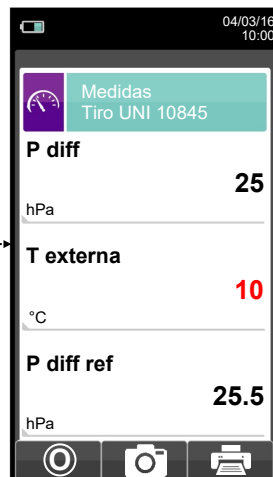 04/03/16
10:00
Medidas
Tiro UNI 10845
P diff
25
hPa
T externa
10
°C
P diff ref
25.5
hPa